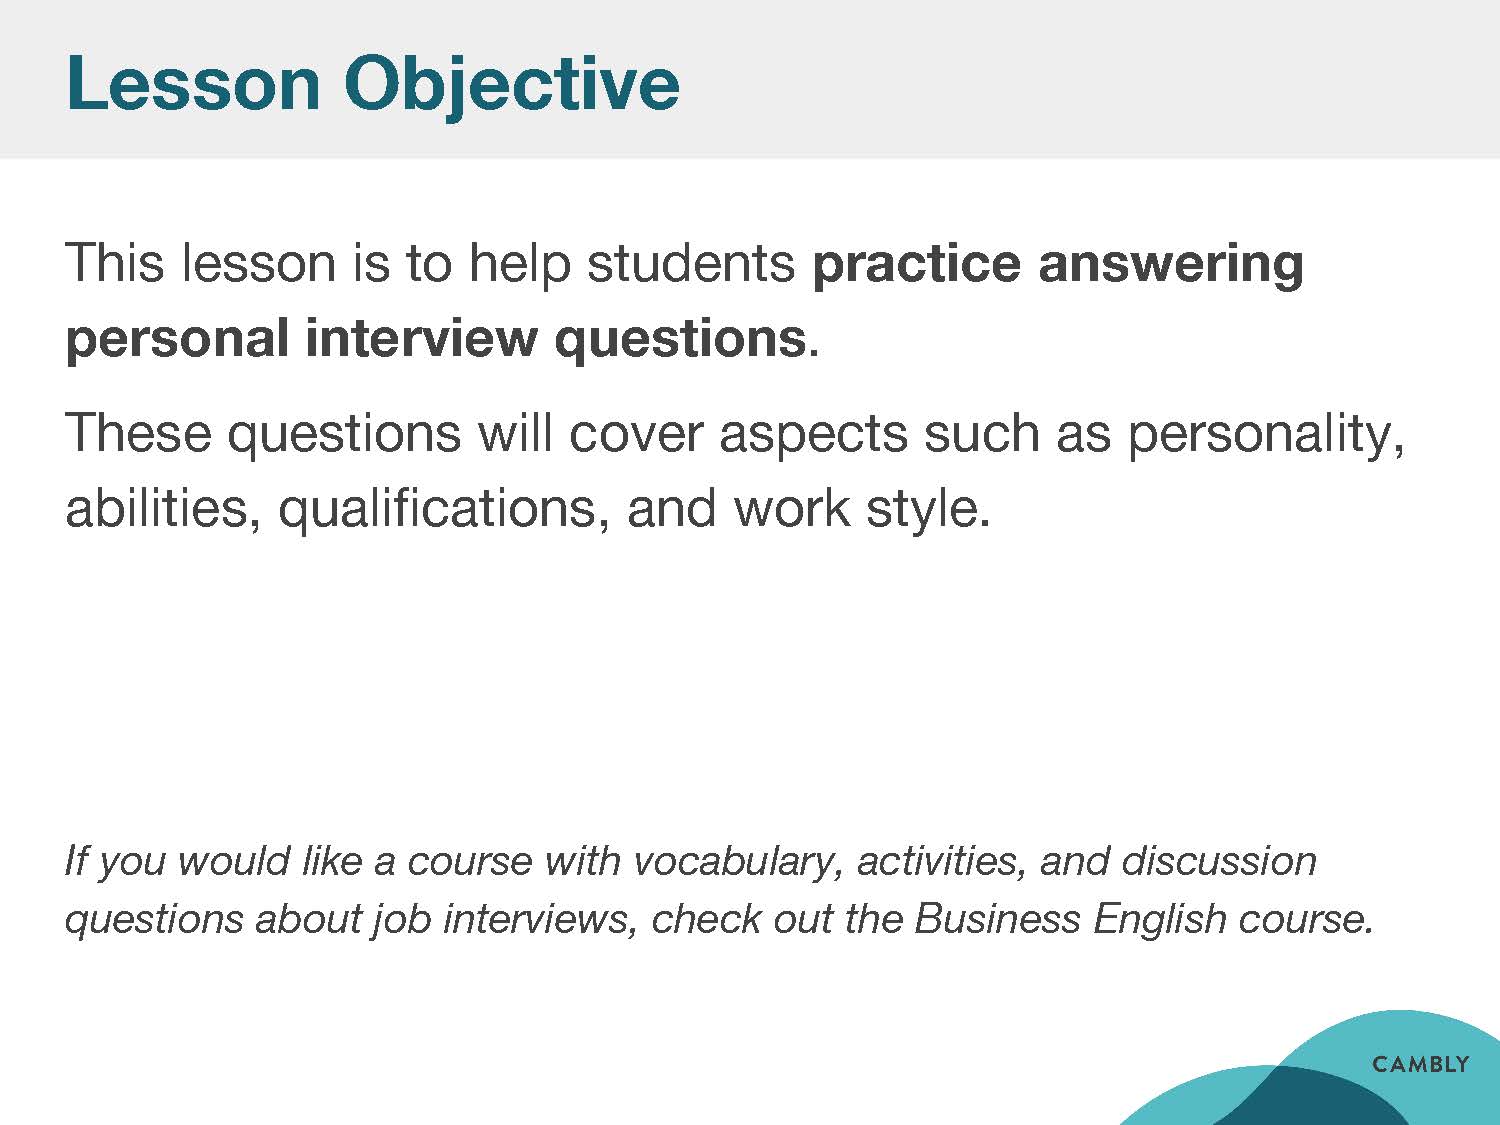 Lesson Objective
This lesson is to help students practice answering
personal interview questions.
These questions will cover aspects such as personality,
abilities, qualifications, and work style.
If you would like a course with vocabulary, activities, and discussion
questions about job interviews, check out the Business English course.
CAMBLY